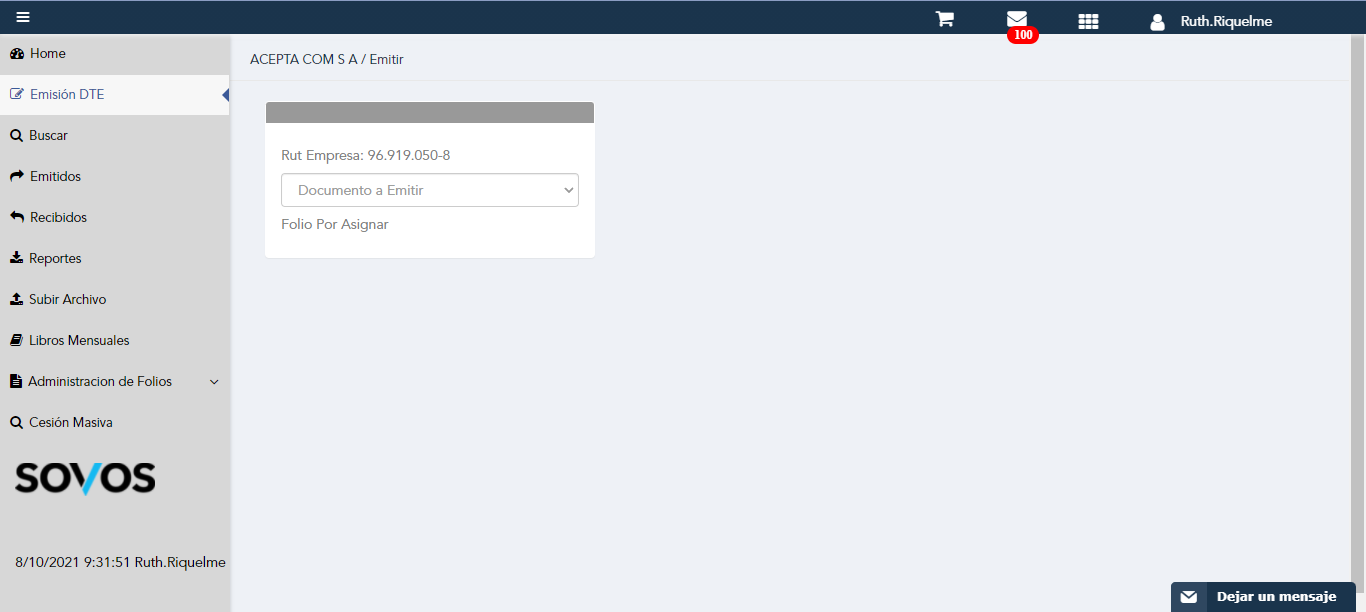 100
Ruth.Riquelme
Home
Emisión DTE
Buscar
Emitidos
Recibidos
Reportes
Subir Archivo
Libros Mensuales
Administracion de Folios
Cesión Masiva
SOVOS
8/10/2021 9:31:51 Ruth.Riquelme
ACEPTA COM S A / Emitir
Rut Empresa: 96.919.050-8
Documento a Emitir
Folio Por Asignar
Dejar un mensaje